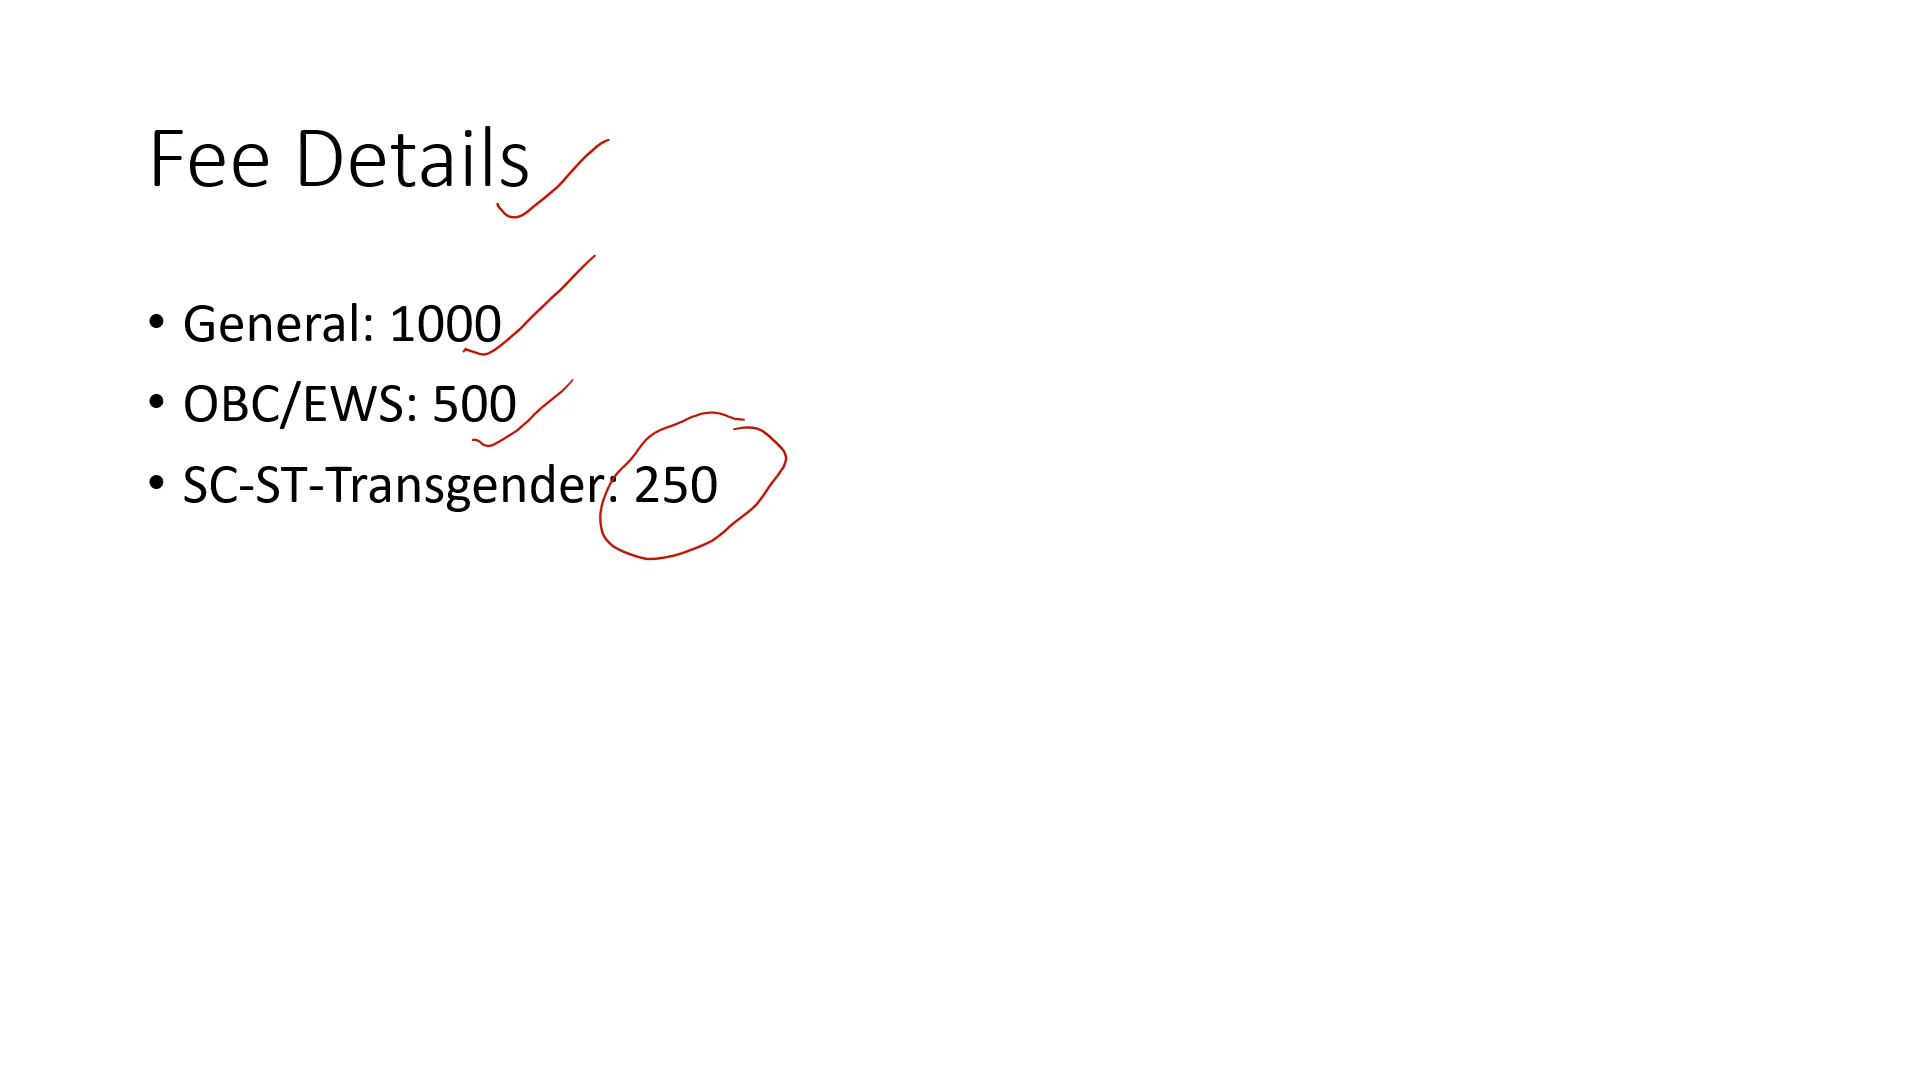 Fee Details
• General: 1000
• OBC/EWS: 500
• SC-ST-Transgender: 250